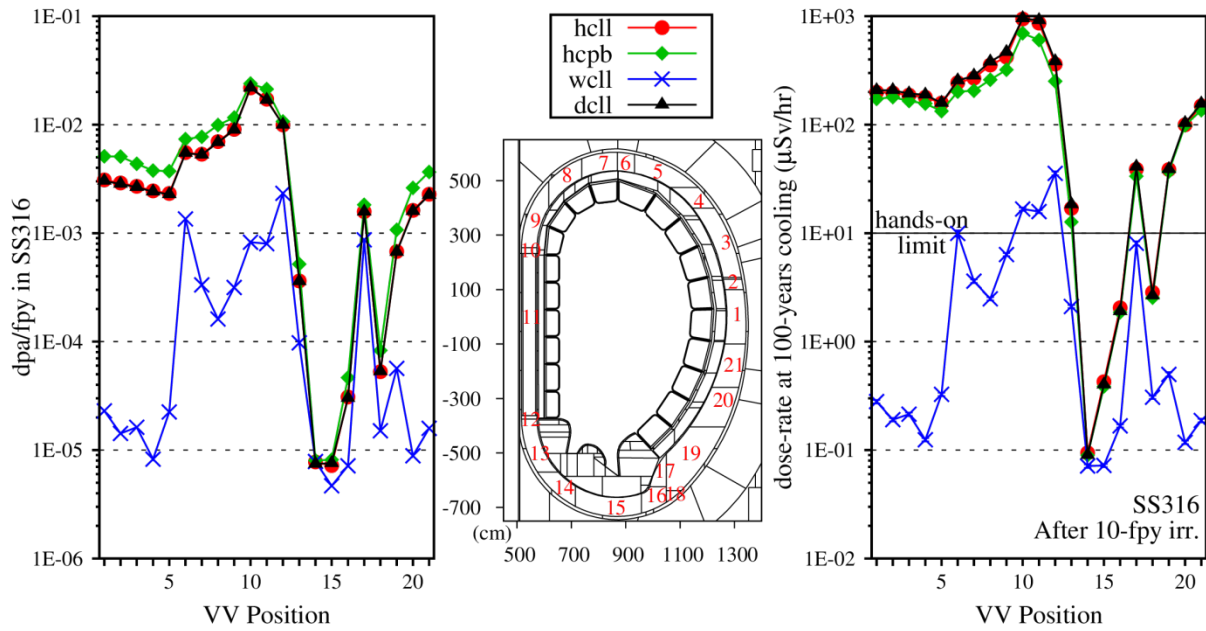 1E-01
1E-02
1E-03
1E-04
1E-05
1E-06
dpa/fpy in SS316
5 10 15 20
VV Position
hcll
hcpb
wcll
dcll
500
300
100
-100
-300
-500
-700
(cm)
500 700 900 1100 1300
7 6 5
8
4
9
3
10
2
11 1
21
20
12
13
19
17
14
16 18
15
1E+03
1E+02
1E+01
1E+00
1E-01
1E-02
dose-rate at 100-years cooling (μSv/hr)
hands-on
limit
SS316
After 10-fpy irr.
5 10 15 20
VV Position